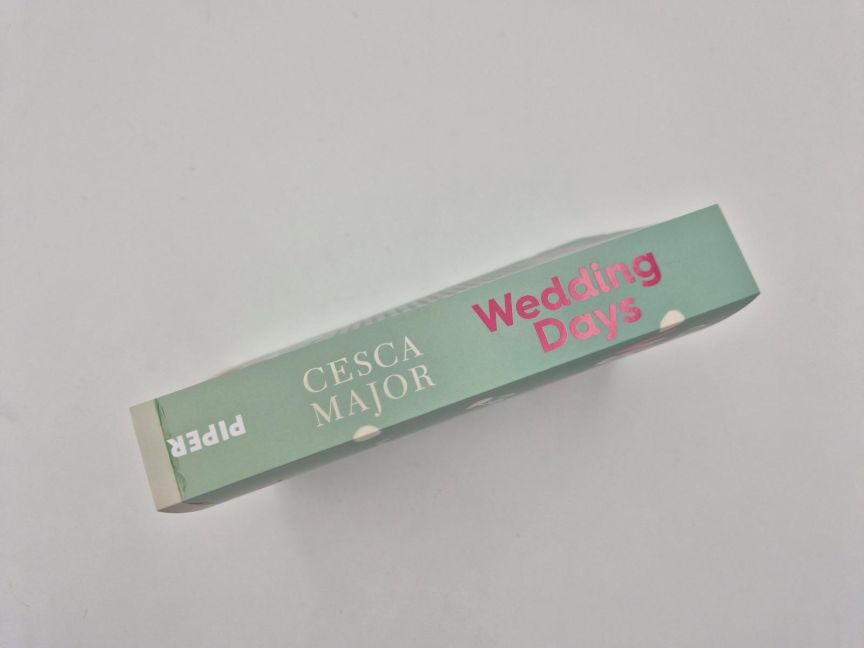 PIPER
CESCA
MAJOR
Wedding
Days